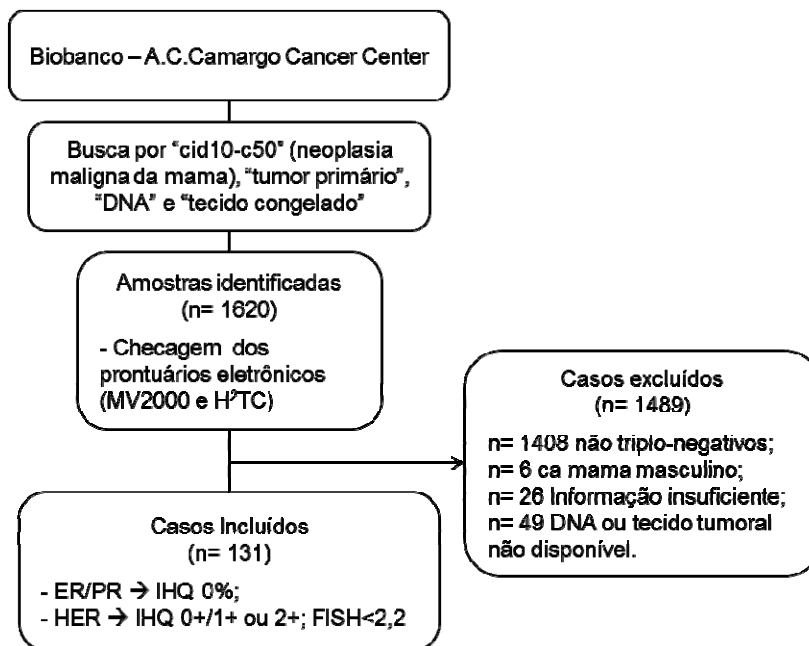 Biobanco – A.C.Camargo Cancer Center
Busca por "cid10-c50" (neoplasia
maligna da mama), "tumor primário",
"DNA" e "tecido congelado"
Amostras identificadas
(n= 1620)
- Checagem dos
prontuários eletrônicos
(MV2000 e H²TC)
Casos excluídos
(n= 1489)
n= 1408 não triplo-negativos;
n= 6 ca mama masculino;
n= 26 Informação insuficiente;
n= 49 DNA ou tecido tumoral
não disponível.
Casos Incluídos
(n= 131)
- ER/PR → IHQ 0%;
- HER → IHQ 0+/1+ ou 2+; FISH<2,2